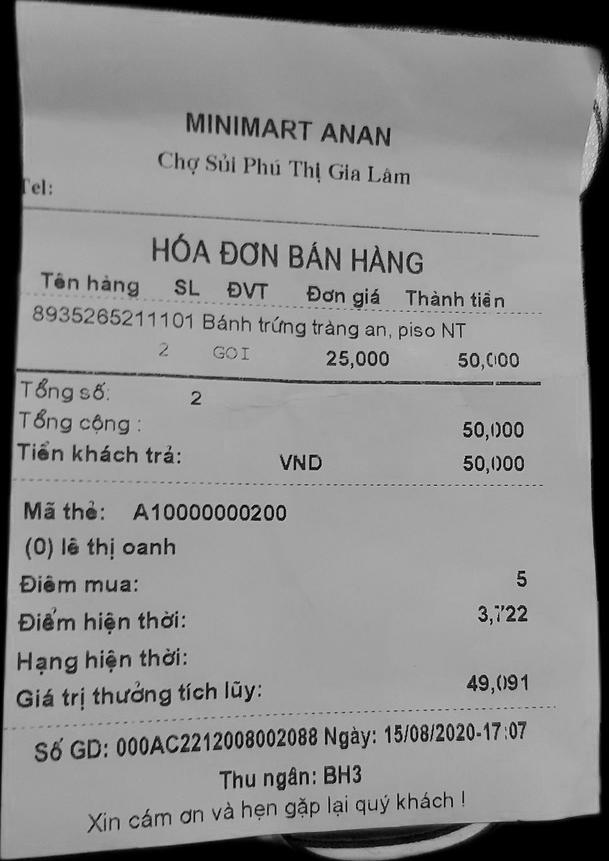 MINIMART ANAN
Chợ Sủi Phú Thị Gia Lâm
Tel:
HÓA ĐƠN BÁN HÀNG
Tên hàng SL ĐVT Đơn giá Thành tiền
8935265211101 Bánh trứng tràng an, piso NT
2 GOI 25,000 50,000
Tổng số: 2
Tổng cộng : 50,000
Tiền khách trả: VND 50,000
Mã thẻ: A10000000200
(0) lê thị oanh
Điểm mua: 5
Điểm hiện thời: 3,722
Hạng hiện thời:
Giá trị thưởng tích lũy: 49,091
Số GD: 000AC2212008002088 Ngày: 15/08/2020-17:07
Thu ngân: BH3
Xin cám ơn và hẹn gặp lại quý khách !